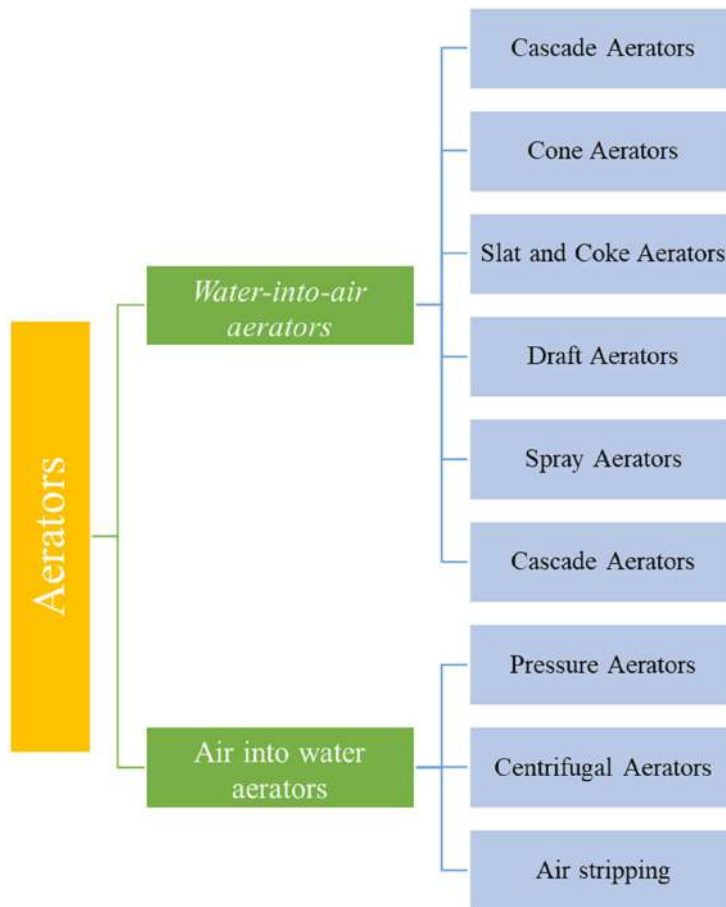 Aerators
Water-into-air
aerators
Cascade Aerators
Cone Aerators
Slat and Coke Aerators
Draft Aerators
Spray Aerators
Cascade Aerators
Air into water
aerators
Pressure Aerators
Centrifugal Aerators
Air stripping